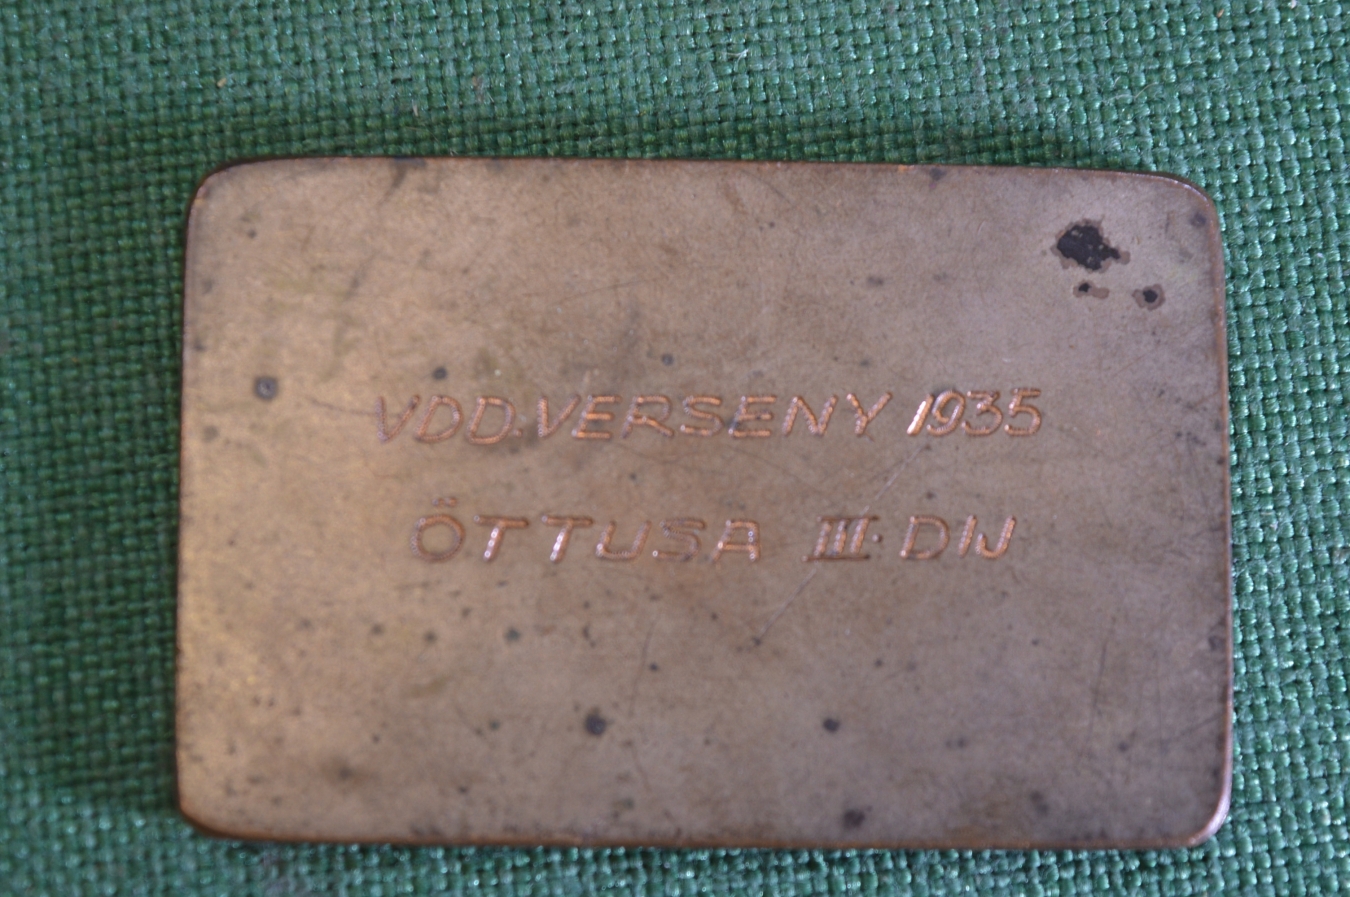 VDD.VERSENY 1935
ÖTTUSA III. DIJ